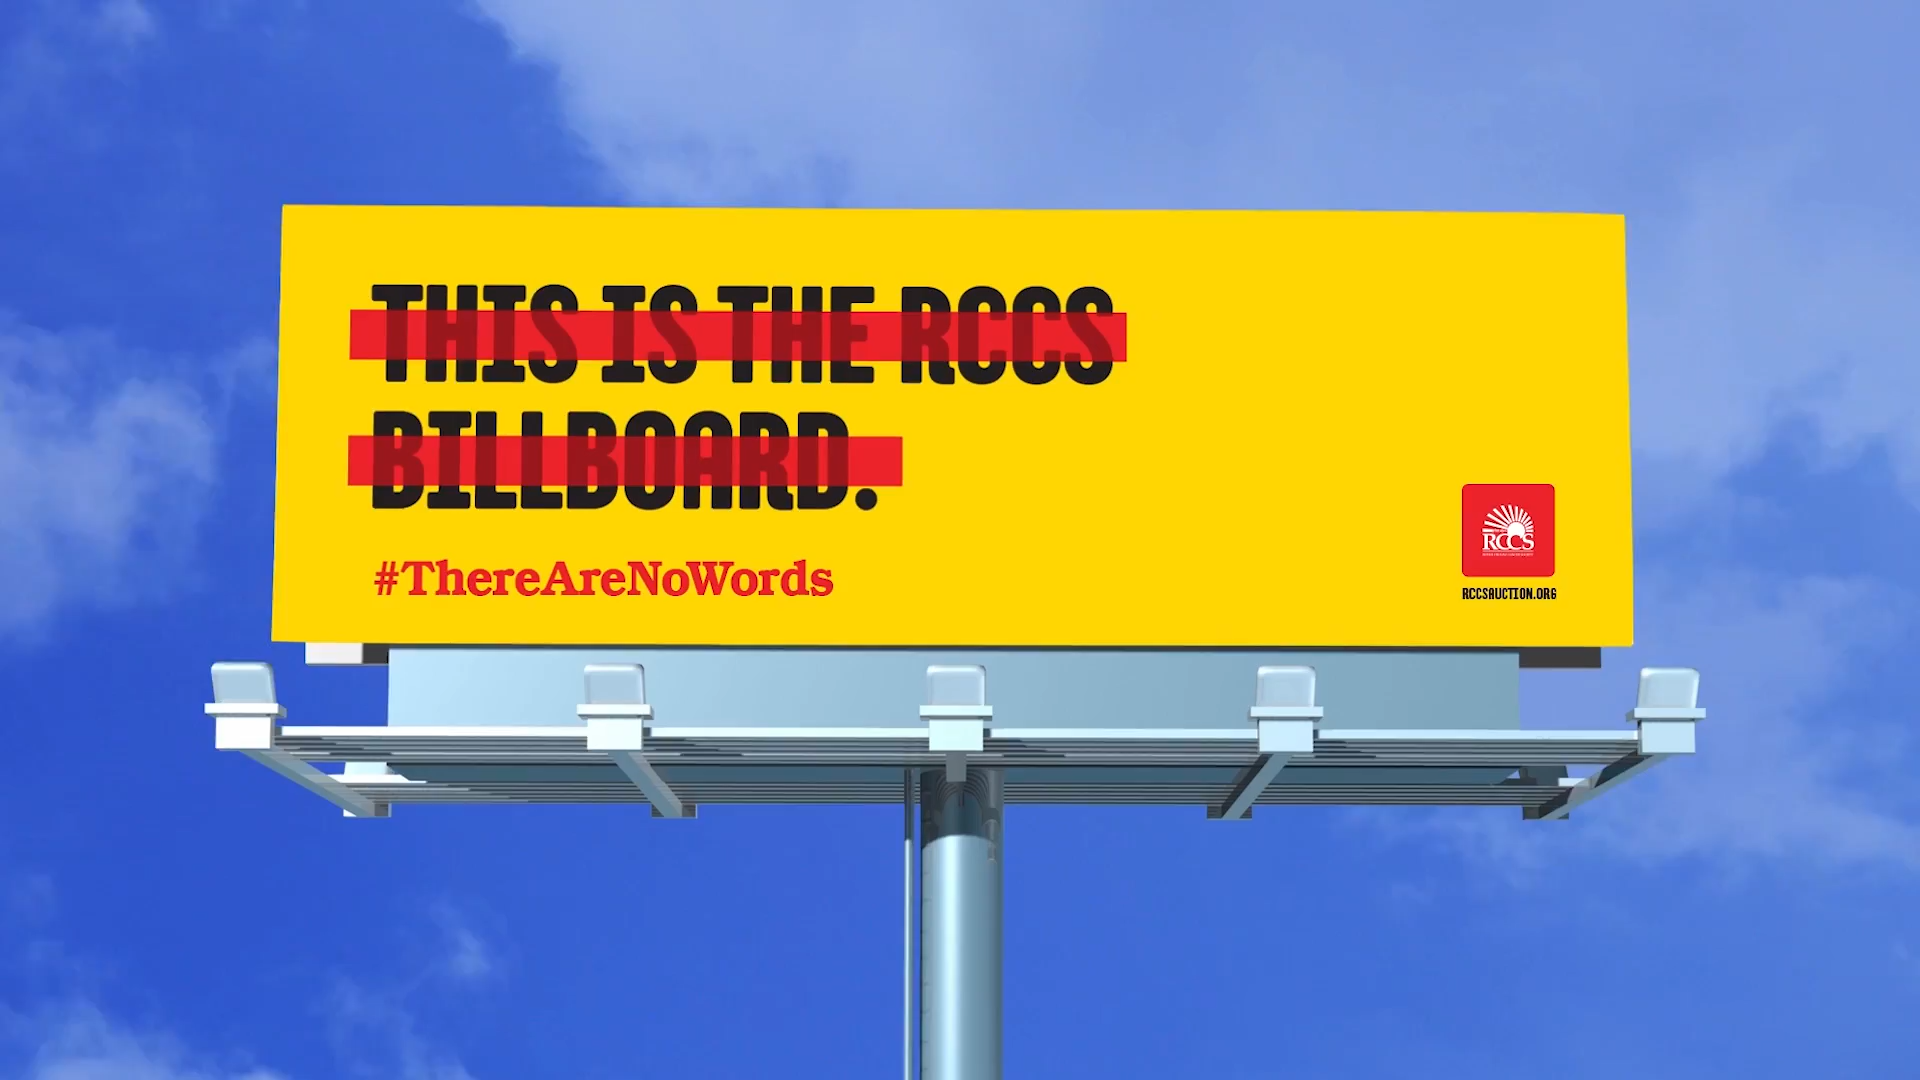 THIS IS THE RCCS
BILLBOARD.
#ThereAreNoWords
RCCS
RCCSAUCTION.ORG